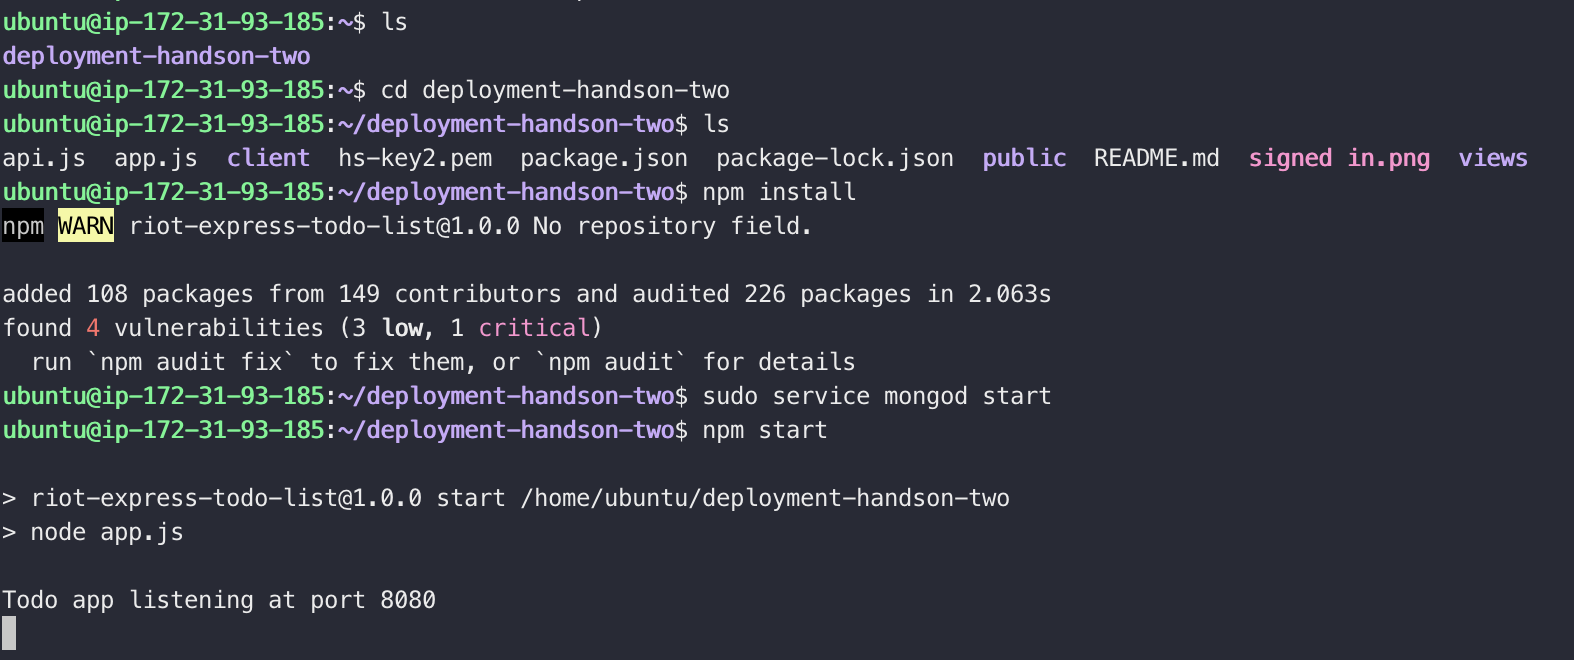 ubuntu@ip-172-31-93-185:~$ ls
deployment-handson-two
ubuntu@ip-172-31-93-185:~$ cd deployment-handson-two
ubuntu@ip-172-31-93-185:~/deployment-handson-two$ ls
api.js  app.js  client  hs-key2.pem  package.json  package-lock.json  public  README.md  signed in.png  views
ubuntu@ip-172-31-93-185:~/deployment-handson-two$ npm install
npm WARN riot-express-todo-list@1.0.0 No repository field.
added 108 packages from 149 contributors and audited 226 packages in 2.063s
found 4 vulnerabilities (3 low, 1 critical)
  run `npm audit fix` to fix them, or `npm audit` for details
ubuntu@ip-172-31-93-185:~/deployment-handson-two$ sudo service mongod start
ubuntu@ip-172-31-93-185:~/deployment-handson-two$ npm start
> riot-express-todo-list@1.0.0 start /home/ubuntu/deployment-handson-two
> node app.js
Todo app listening at port 8080